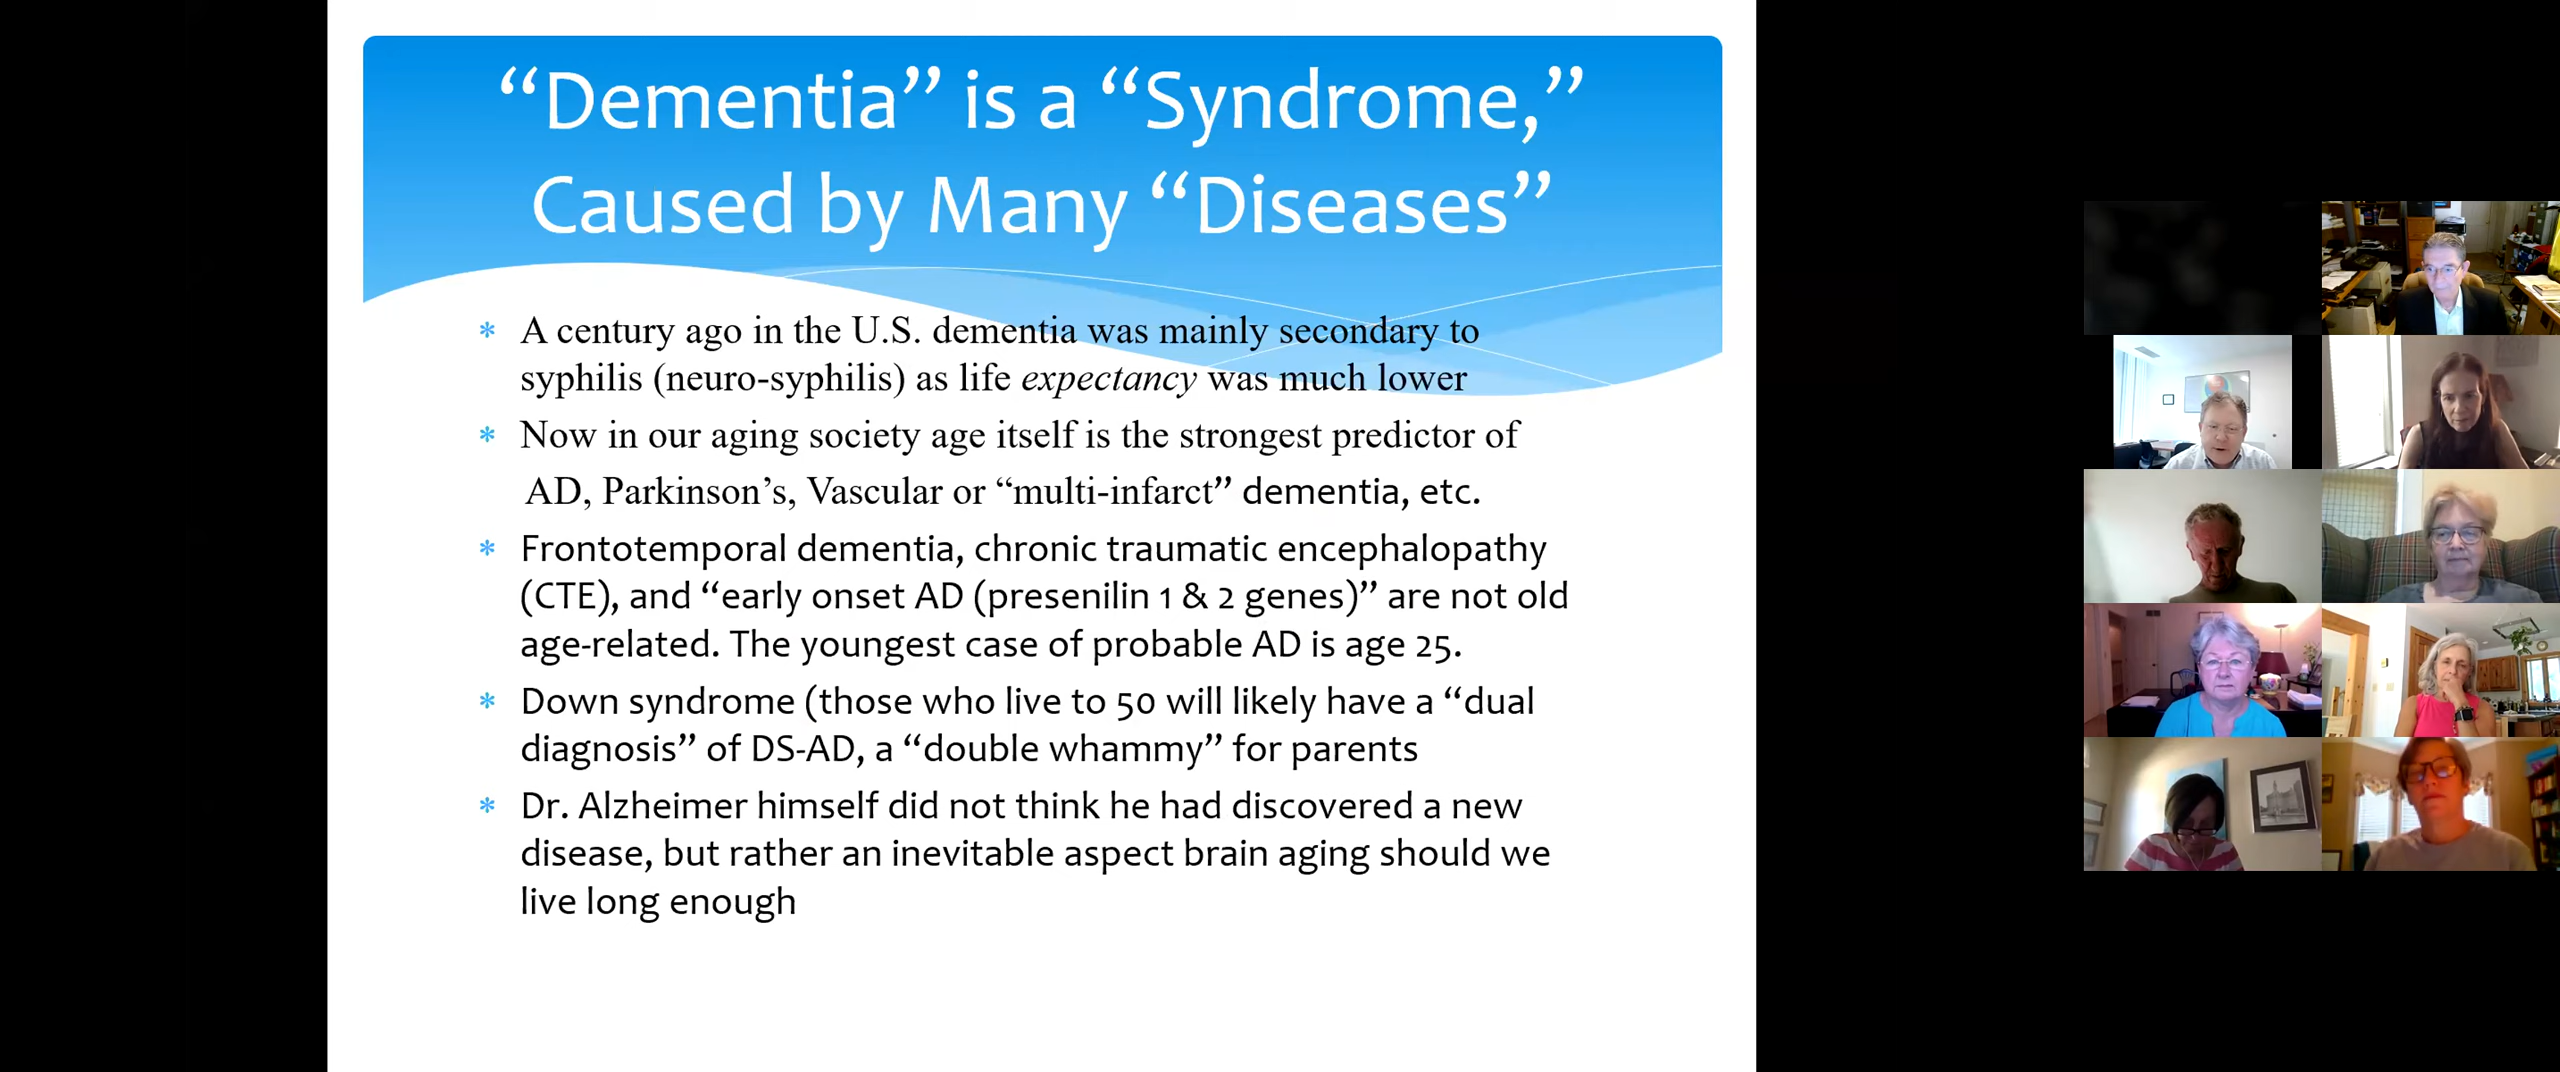 “Dementia” is a “Syndrome,”
Caused by Many “Diseases”
* A century ago in the U.S. dementia was mainly secondary to
syphilis (neuro-syphilis) as life expectancy was much lower
* Now in our aging society age itself is the strongest predictor of
AD, Parkinson’s, Vascular or “multi-infarct” dementia, etc.
* Frontotemporal dementia, chronic traumatic encephalopathy
(CTE), and “early onset AD (presenilin 1 & 2 genes)” are not old
age-related. The youngest case of probable AD is age 25.
* Down syndrome (those who live to 50 will likely have a “dual
diagnosis” of DS-AD, a “double whammy” for parents
* Dr. Alzheimer himself did not think he had discovered a new
disease, but rather an inevitable aspect brain aging should we
live long enough